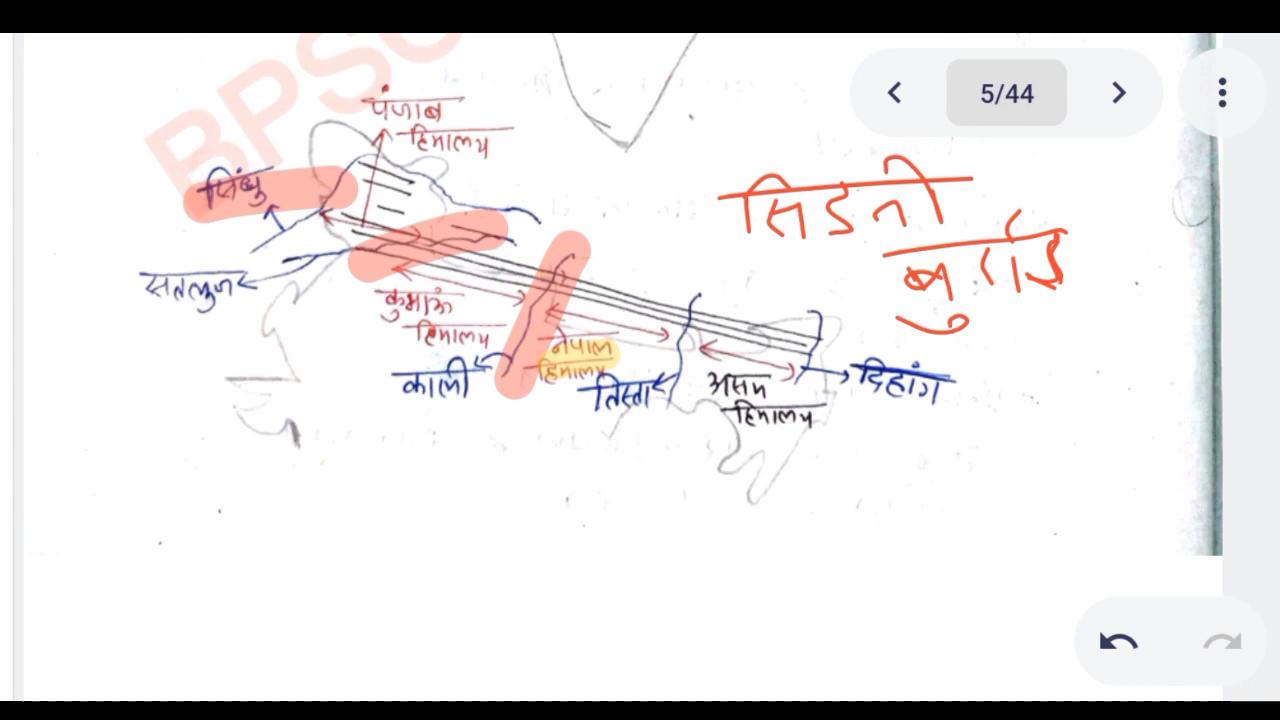 BPSC
5/44
पंजाब
हिमालय
सिंधु
सिडनी
बुर्राड
सतलुज
कुमाऊं
हिमालय
नेपाल
हिमालय
काली
तिस्ता
असम
हिमालय
दिहांग